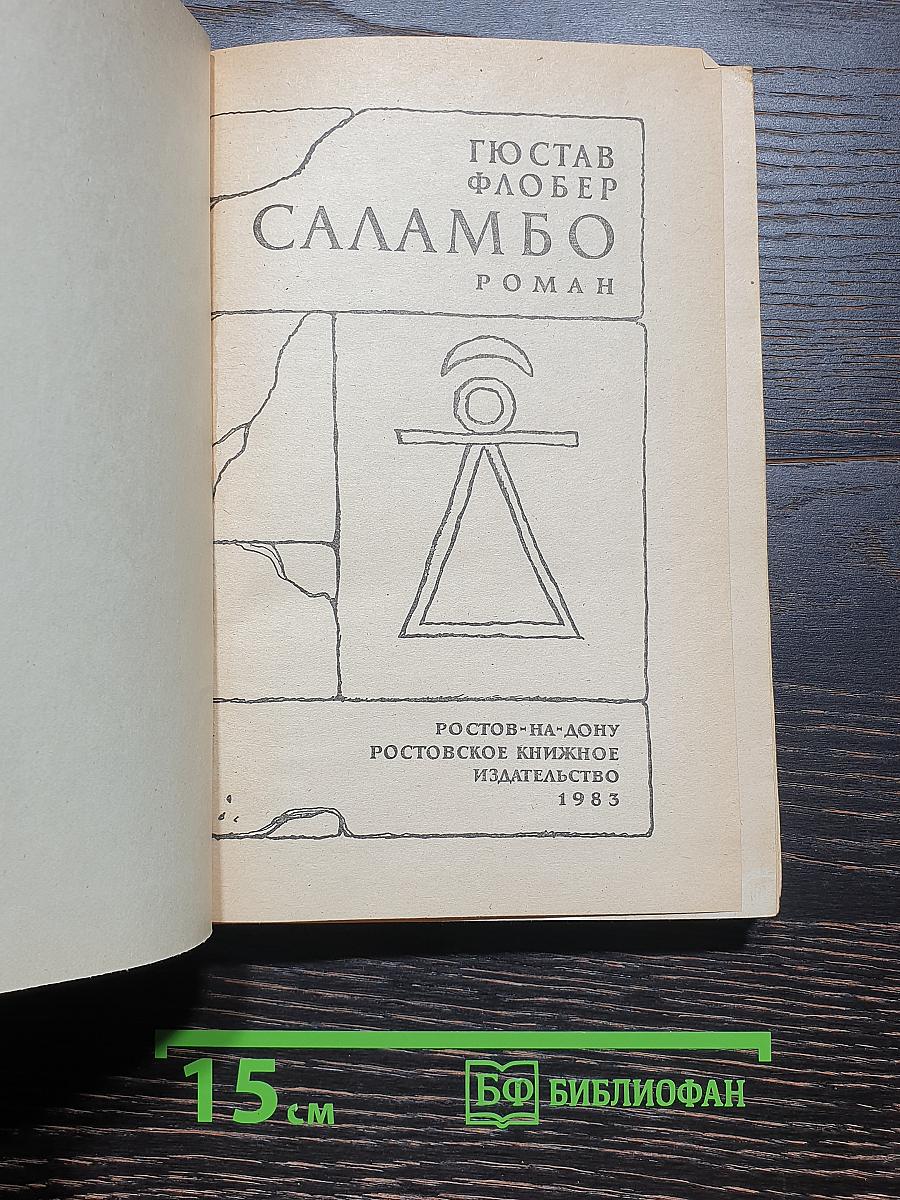 ГЮСТАВ
ФЛОБЕР
САЛАМБО
РОМАН
РОСТОВ-НА-ДОНУ
РОСТОВСКОЕ КНИЖНОЕ
ИЗДАТЕЛЬСТВО
1983
15 см
БФ БИБЛИОФАН